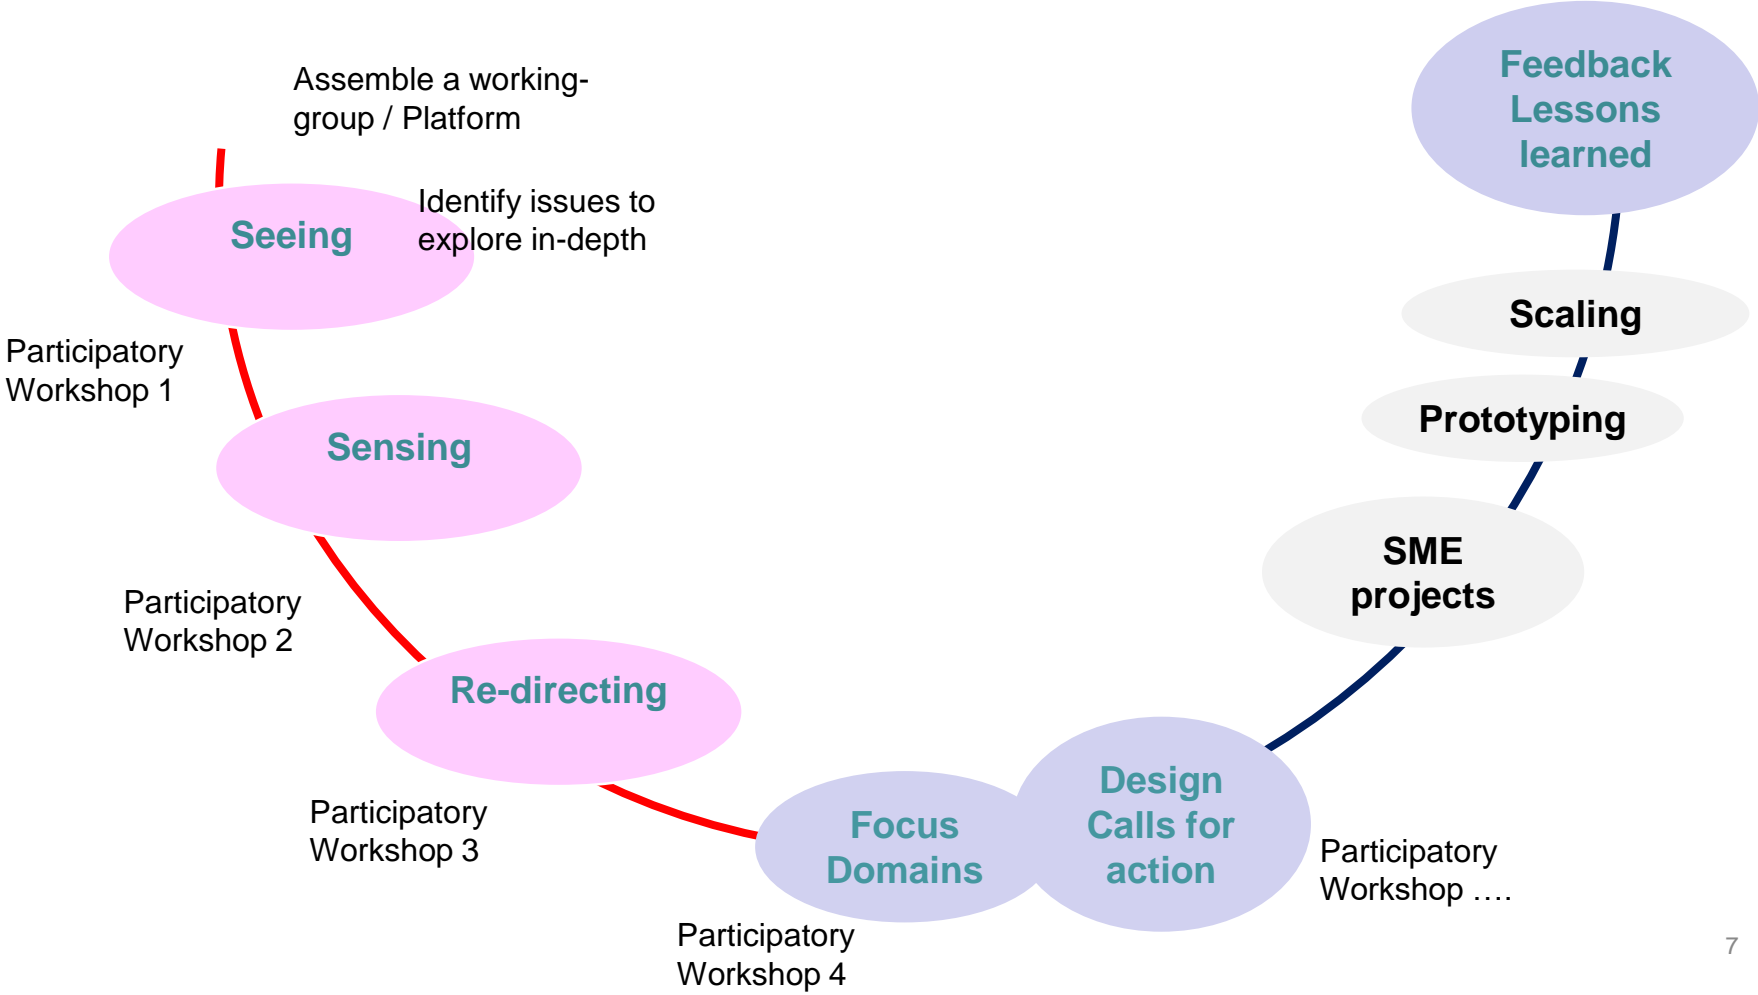 Assemble a working-
group / Platform
Seeing
Identify issues to
explore in-depth
Participatory
Workshop 1
Sensing
Participatory
Workshop 2
Re-directing
Participatory
Workshop 3
Focus
Domains
Participatory
Workshop 4
Design
Calls for
action
Participatory
Workshop ….
SME
projects
Prototyping
Scaling
Feedback
Lessons
learned
7